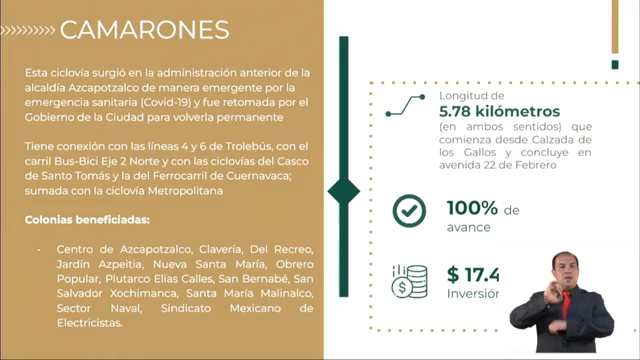 CAMARONES
Esta ciclovía surgió en la administración anterior de la
alcaldía Azcapotzalco de manera emergente por la
emergencia sanitaria (Covid-19) y fue retomada por el
Gobierno de la Ciudad para volverla permanente
Tiene conexión con las líneas 4 y 6 de Trolebús, con el
carril Bus-Bici Eje 2 Norte y con las ciclovías del Casco
de Santo Tomás y la del Ferrocarril de Cuernavaca;
sumada con la ciclovía Metropolitana
Colonias beneficiadas:
- Centro de Azcapotzalco, Clavería, Del Recreo,
Jardín Azpeitia, Nueva Santa María, Obrero
Popular, Plutarco Elías Calles, San Bernabé, San
Salvador Xochimanca, Santa María Malinalco,
Sector Naval, Sindicato Mexicano de
Electricistas.
Longitud de
5.78 kilómetros
(en ambos sentidos) que
comienza desde Calzada de
los Gallos y concluye en
avenida 22 de Febrero
100% de
avance
$ 17.4
Inversión